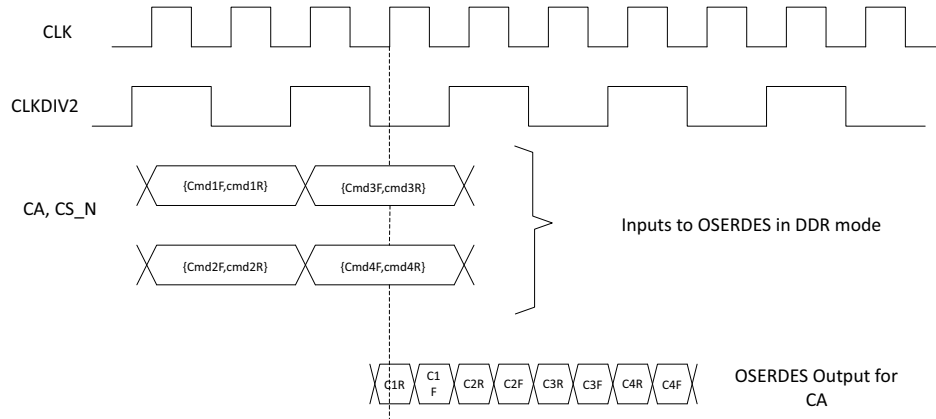 CLK
CLKDIV2
CA, CS_N
{Cmd1F,cmd1R}
{Cmd3F,cmd3R}
{Cmd2F,cmd2R}
{Cmd4F,cmd4R}
Inputs to OSERDES in DDR mode
C1R
C1
F
C2R
C2F
C3R
C3F
C4R
C4F
OSERDES Output for
CA